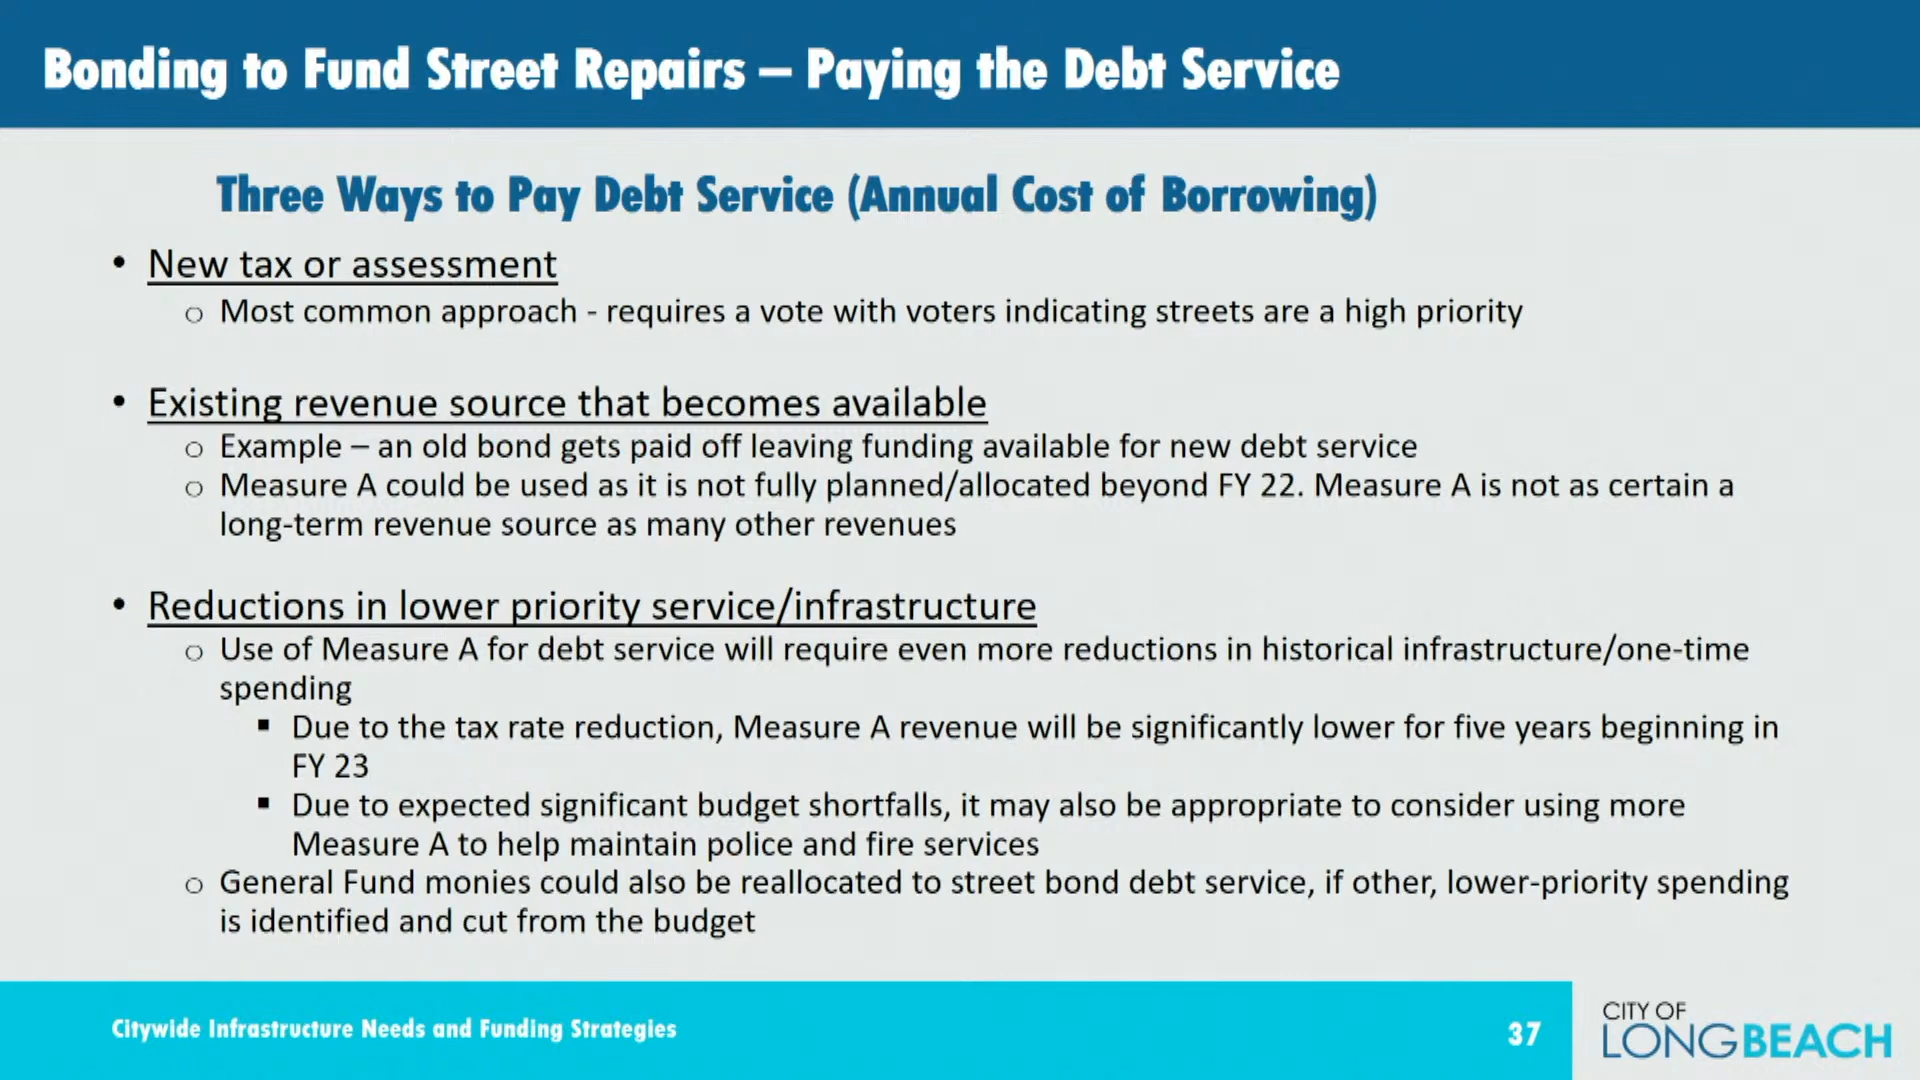 Bonding to Fund Street Repairs – Paying the Debt Service
Three Ways to Pay Debt Service (Annual Cost of Borrowing)
• New tax or assessment
o Most common approach - requires a vote with voters indicating streets are a high priority
• Existing revenue source that becomes available
o Example – an old bond gets paid off leaving funding available for new debt service
o Measure A could be used as it is not fully planned/allocated beyond FY 22. Measure A is not as certain a
long-term revenue source as many other revenues
• Reductions in lower priority service/infrastructure
o Use of Measure A for debt service will require even more reductions in historical infrastructure/one-time
spending
▪ Due to the tax rate reduction, Measure A revenue will be significantly lower for five years beginning in
FY 23
▪ Due to expected significant budget shortfalls, it may also be appropriate to consider using more
Measure A to help maintain police and fire services
o General Fund monies could also be reallocated to street bond debt service, if other, lower-priority spending
is identified and cut from the budget
Citywide Infrastructure Needs and Funding Strategies
37
CITY OF
LONGBEACH